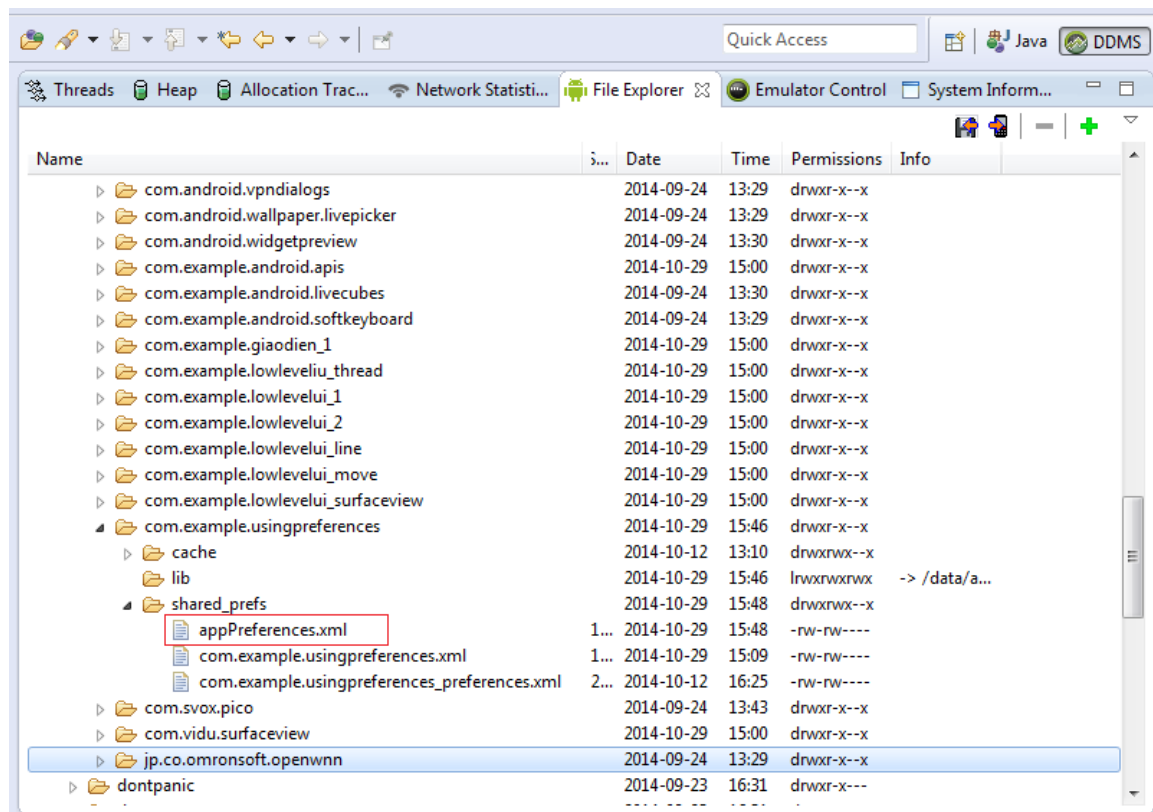 Quick Access Java DDMS
Threads Heap Allocation Trac... Network Statisti... File Explorer Emulator Control System Inform...
Name S... Date Time Permissions Info
com.android.vpndialogs 2014-09-24 13:29 drwxr-x--x
com.android.wallpaper.livepicker 2014-09-24 13:29 drwxr-x--x
com.android.widgetpreview 2014-09-24 13:30 drwxr-x--x
com.example.android.apis 2014-10-29 15:00 drwxr-x--x
com.example.android.livecubes 2014-09-24 13:30 drwxr-x--x
com.example.android.softkeyboard 2014-09-24 13:29 drwxr-x--x
com.example.giaodien_1 2014-10-29 15:00 drwxr-x--x
com.example.lowleveliu_thread 2014-10-29 15:00 drwxr-x--x
com.example.lowlevelui_1 2014-10-29 15:00 drwxr-x--x
com.example.lowlevelui_2 2014-10-29 15:00 drwxr-x--x
com.example.lowlevelui_line 2014-10-29 15:00 drwxr-x--x
com.example.lowlevelui_move 2014-10-29 15:00 drwxr-x--x
com.example.lowlevelui_surfaceview 2014-10-29 15:00 drwxr-x--x
com.example.usingpreferences 2014-10-29 15:46 drwxr-x--x
cache 2014-10-12 13:10 drwxrwx--x
lib 2014-10-29 15:46 lrwxrwxrwx -> /data/a...
shared_prefs 2014-10-29 15:48 drwxrwx--x
appPreferences.xml 1... 2014-10-29 15:48 -rw-rw----
com.example.usingpreferences.xml 1... 2014-10-29 15:09 -rw-rw----
com.example.usingpreferences_preferences.xml 2... 2014-10-12 16:25 -rw-rw----
com.svox.pico 2014-09-24 13:43 drwxr-x--x
com.vidu.surfaceview 2014-10-29 15:00 drwxr-x--x
jp.co.omronsoft.openwnn 2014-09-24 13:29 drwxr-x--x
dontpanic 2014-09-23 16:31 drwxr-x---